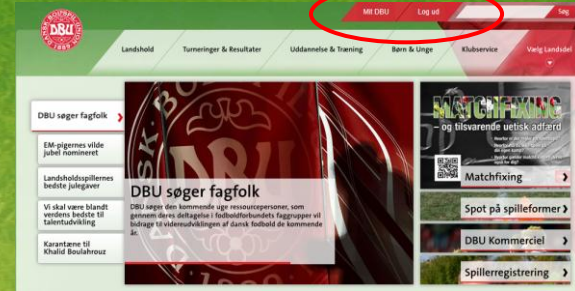 Mit DBU
Log ud
Søg
DBU
Landshold
Turneringer & Resultater
Uddannelse & Træning
Børn & Unge
Klubservice
Vælg Landsdel
DBU søger fagfolk
EM-pigernes vilde
jubel nomineret
Landsholdsspillernes
bedste julegaver
Vi skal være blandt
verdens bedste til
talentudvikling
Karantæne til
Khalid Boulahrouz
DBU søger fagfolk
DBU søger den kommende uge ressourcepersoner, som
gennem deres deltagelse i fodboldforbundets faggrupper vil
bidrage til videreudviklingen af dansk fodbold de kommende
år.
MATCHFIXING
– og tilsvarende uetisk adfærd
Matchfixing
Spot på spilleformer
DBU Kommerciel
Spillerregistrering